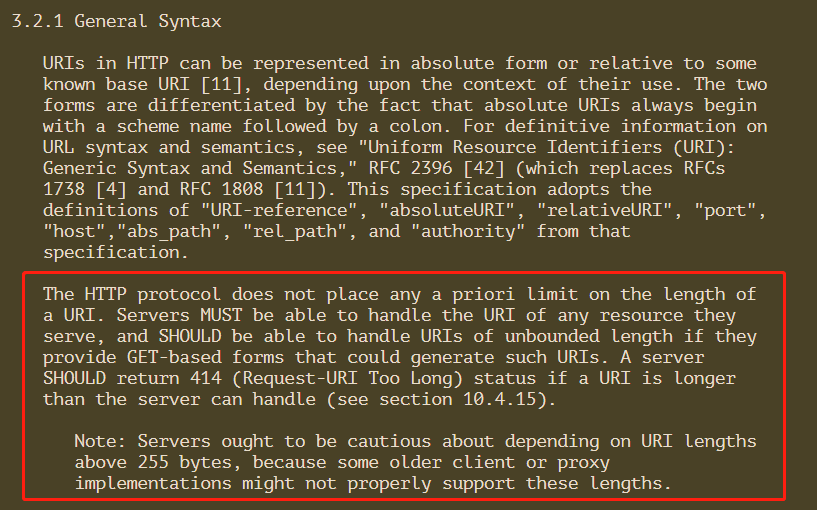 3.2.1 General Syntax
URIs in HTTP can be represented in absolute form or relative to some
known base URI [11], depending upon the context of their use. The two
forms are differentiated by the fact that absolute URIs always begin
with a scheme name followed by a colon. For definitive information on
URL syntax and semantics, see "Uniform Resource Identifiers (URI):
Generic Syntax and Semantics," RFC 2396 [42] (which replaces RFCs
1738 [4] and RFC 1808 [11]). This specification adopts the
definitions of "URI-reference", "absoluteURI", "relativeURI", "port",
"host","abs_path", "rel_path", and "authority" from that
specification.
The HTTP protocol does not place any a priori limit on the length of
a URI. Servers MUST be able to handle the URI of any resource they
serve, and SHOULD be able to handle URIs of unbounded length if they
provide GET-based forms that could generate such URIs. A server
SHOULD return 414 (Request-URI Too Long) status if a URI is longer
than the server can handle (see section 10.4.15).
Note: Servers ought to be cautious about depending on URI lengths
above 255 bytes, because some older client or proxy
implementations might not properly support these lengths.